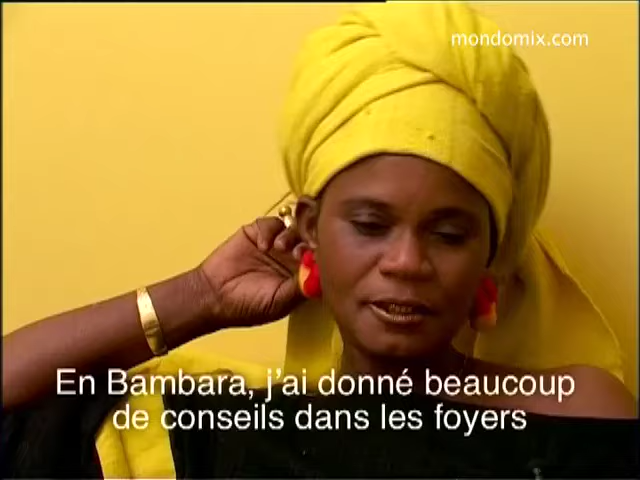 mondomix.com
En Bambara, j'ai donné beaucoup
de conseils dans les foyers